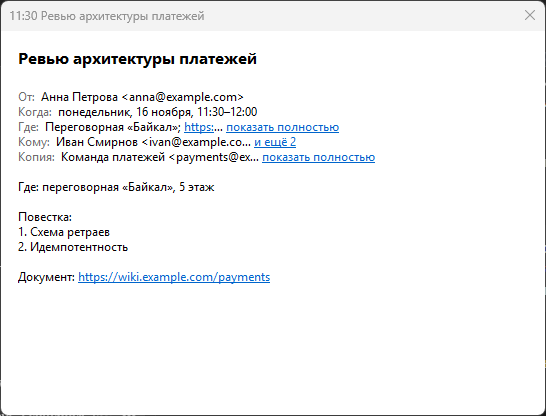 11:30 Ревью архитектуры платежей
Ревью архитектуры платежей
От: Анна Петрова <anna@example.com>
Когда: понедельник, 16 ноября, 11:30–12:00
Где: Переговорная «Байкал»; https:... показать полностью
Кому: Иван Смирнов <ivan@example.co... и ещё 2
Копия: Команда платежей <payments@ex... показать полностью
Где: переговорная «Байкал», 5 этаж
Повестка:
1. Схема ретраев
2. Идемпотентность
Документ: https://wiki.example.com/payments